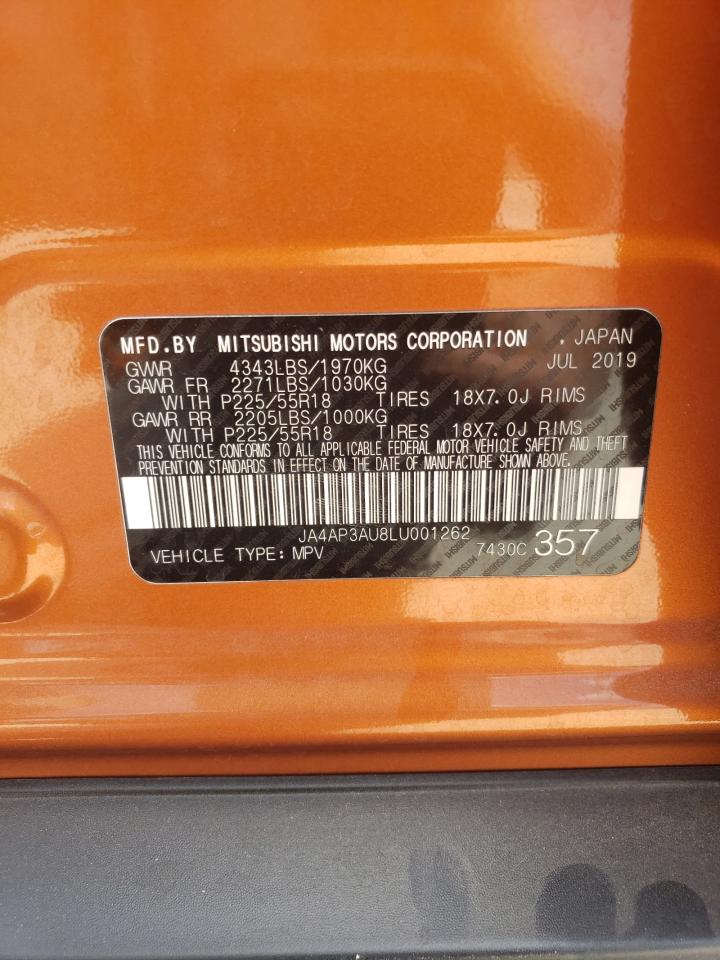 MFD.BY MITSUBISHI MOTORS CORPORATION , JAPAN
GVWR 4343LBS/1970KG JUL 2019
GAWR FR 2271LBS/1030KG
WITH P225/55R18 TIRES 18X7.0J RIMS
GAWR RR 2205LBS/1000KG
WITH P225/55R18 TIRES 18X7.0J RIMS
THIS VEHICLE CONFORMS TO ALL APPLICABLE FEDERAL MOTOR VEHICLE SAFETY AND THEFT
PREVENTION STANDARDS IN EFFECT ON THE DATE OF MANUFACTURE SHOWN ABOVE.
JA4AP3AU8LU001262
VEHICLE TYPE:MPV 7430C 357